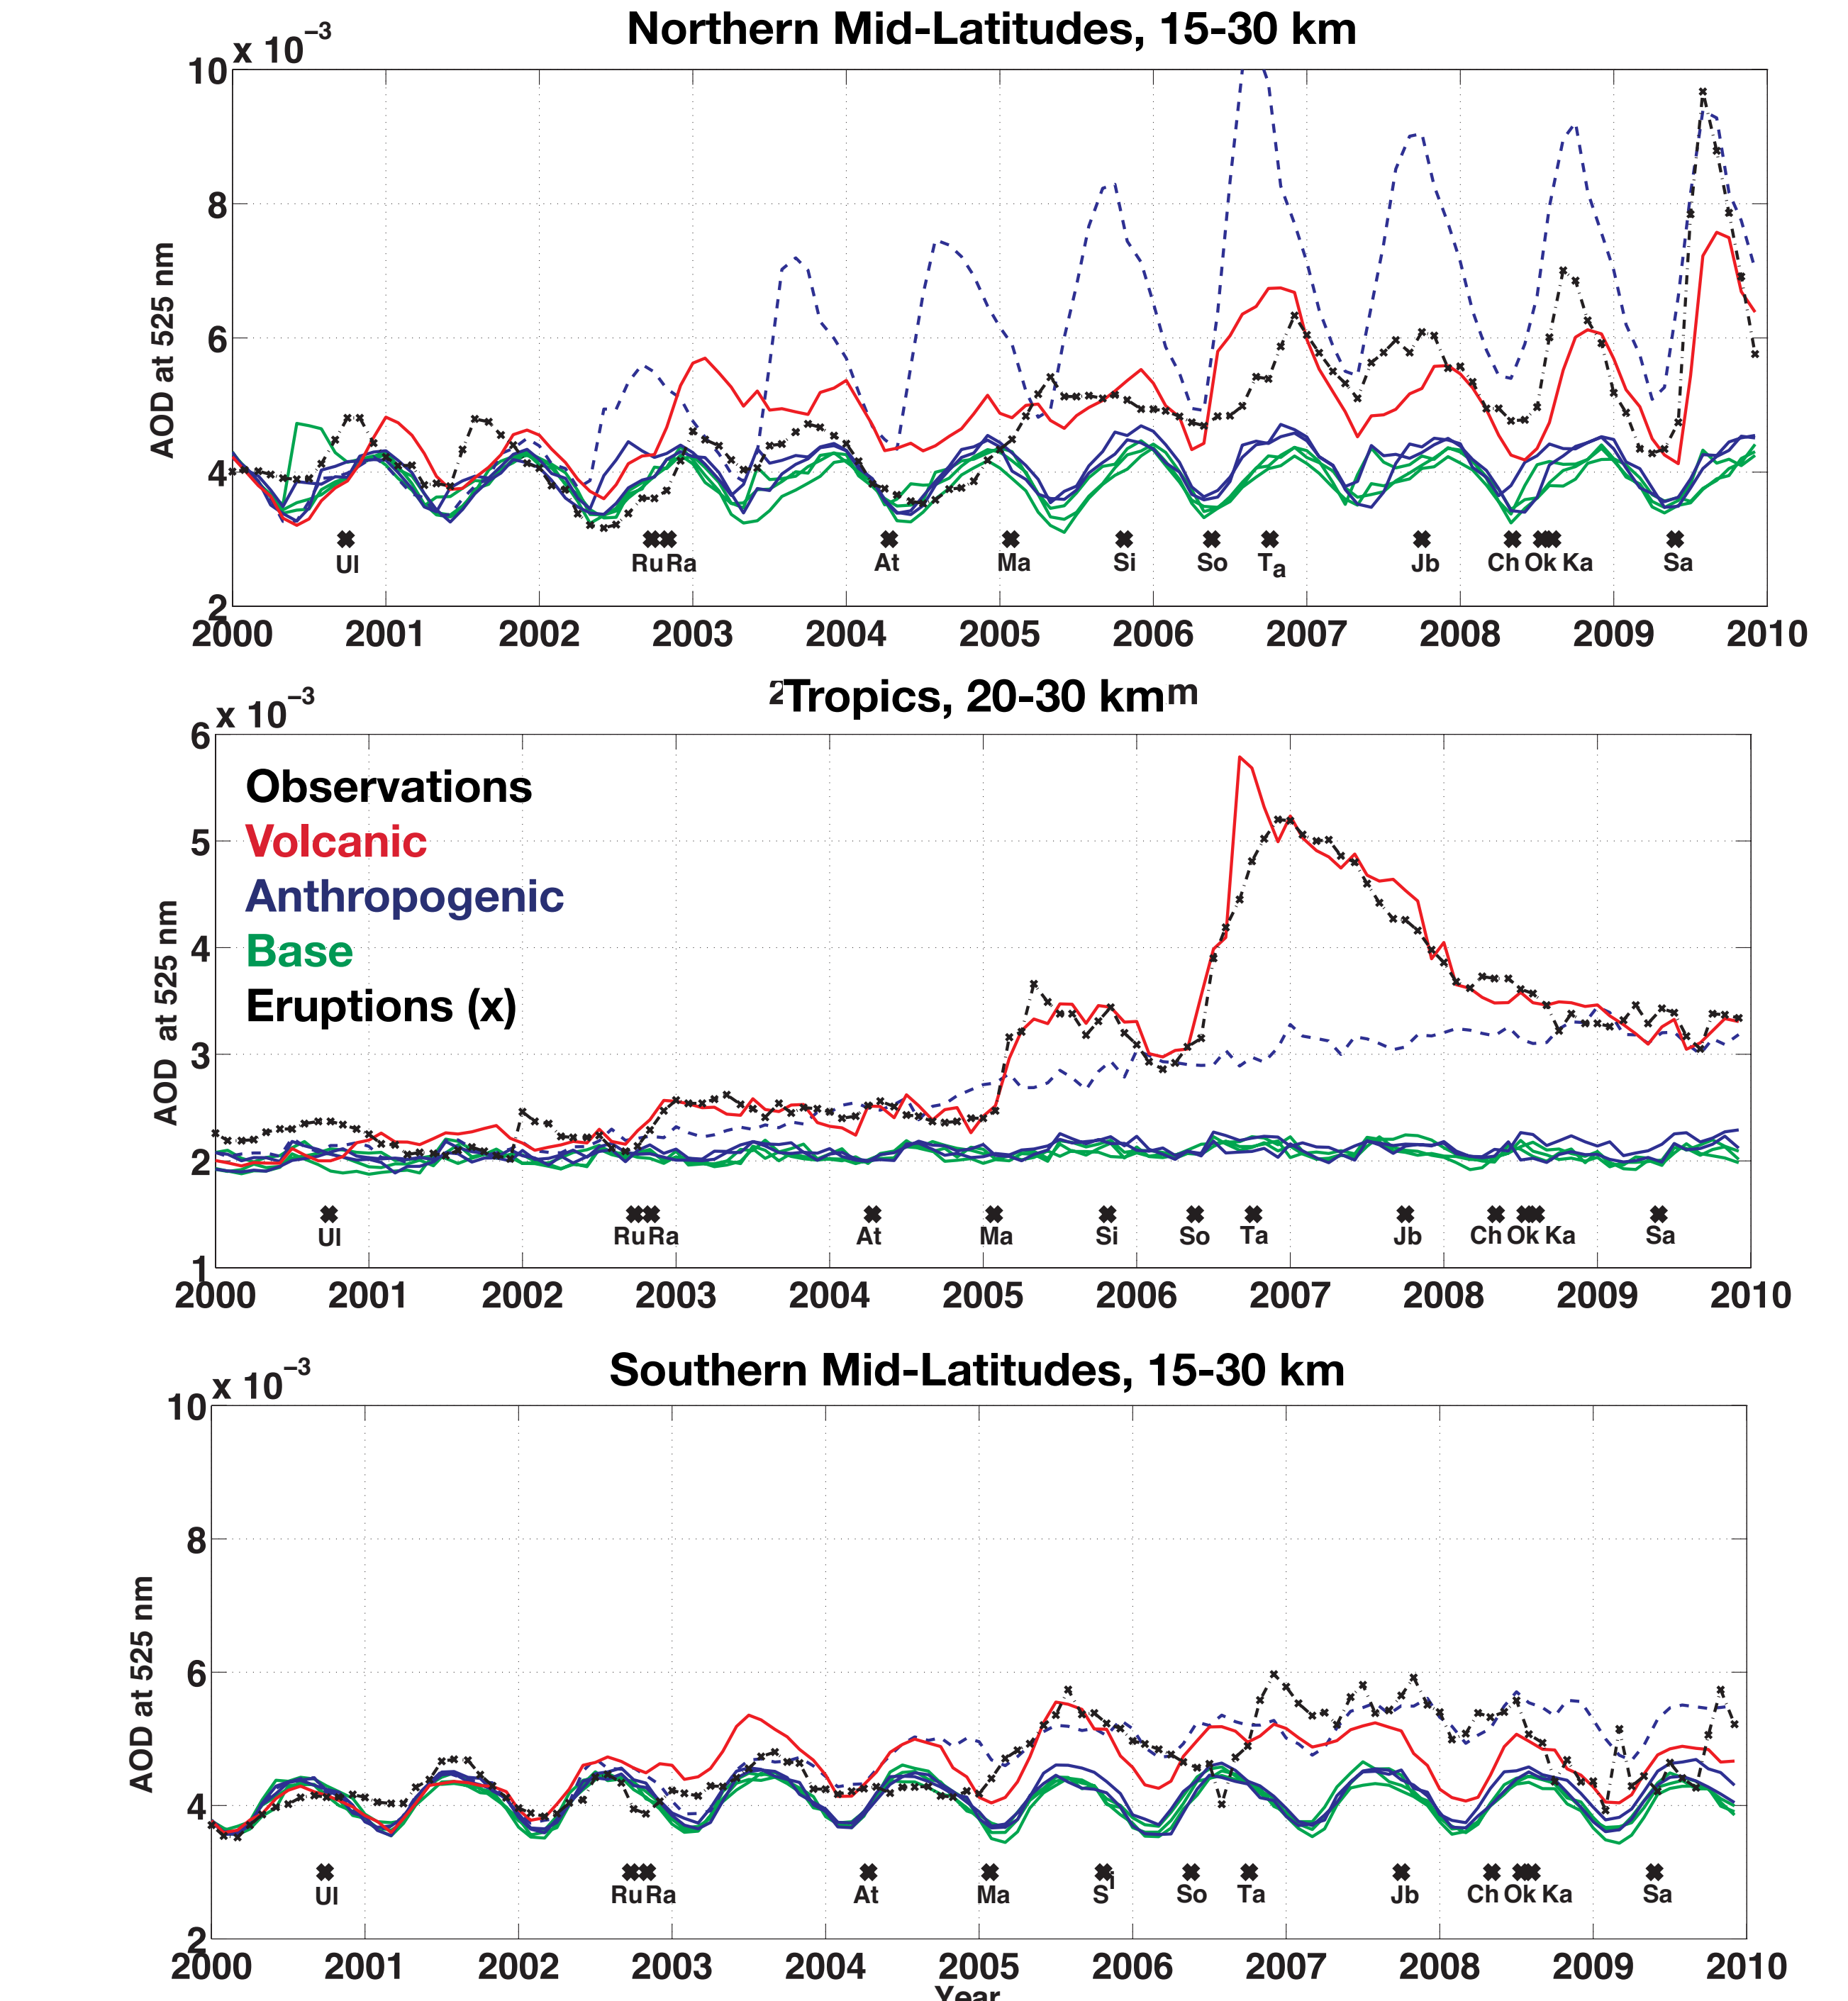 Northern Mid-Latitudes, 15-30 km
x 10⁻³
10
8
6
4
2
AOD at 525 nm
Ul
Ru Ra
At
Ma
Si
So
Ta
Jb
Ch Ok Ka
Sa
2000 2001 2002 2003 2004 2005 2006 2007 2008 2009 2010
Tropics, 20-30 km m
x 10⁻³
6
5
4
3
2
1
AOD at 525 nm
Observations
Volcanic
Anthropogenic
Base
Eruptions (x)
Ul
Ru Ra
At
Ma
Si
So
Ta
Jb
Ch Ok Ka
Sa
2000 2001 2002 2003 2004 2005 2006 2007 2008 2009 2010
Southern Mid-Latitudes, 15-30 km
x 10⁻³
10
8
6
4
2
AOD at 525 nm
Ul
Ru Ra
At
Ma
Si
So
Ta
Jb
Ch Ok Ka
Sa
2000 2001 2002 2003 2004 2005 2006 2007 2008 2009 2010
Year